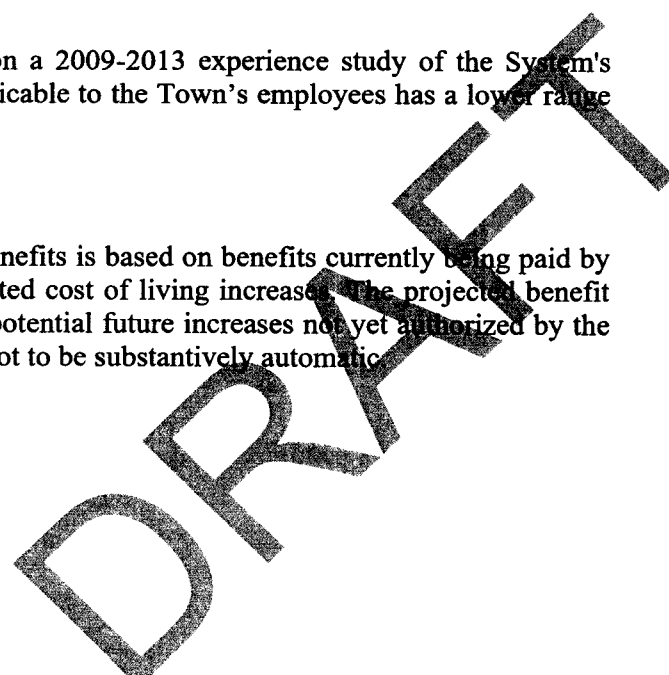 n a 2009-2013 experience study of the System's
icable to the Town's employees has a lower range
nefits is based on benefits currently being paid by
ted cost of living increases. The projected benefit
potential future increases not yet authorized by the
ot to be substantively automatic.
DRAFT